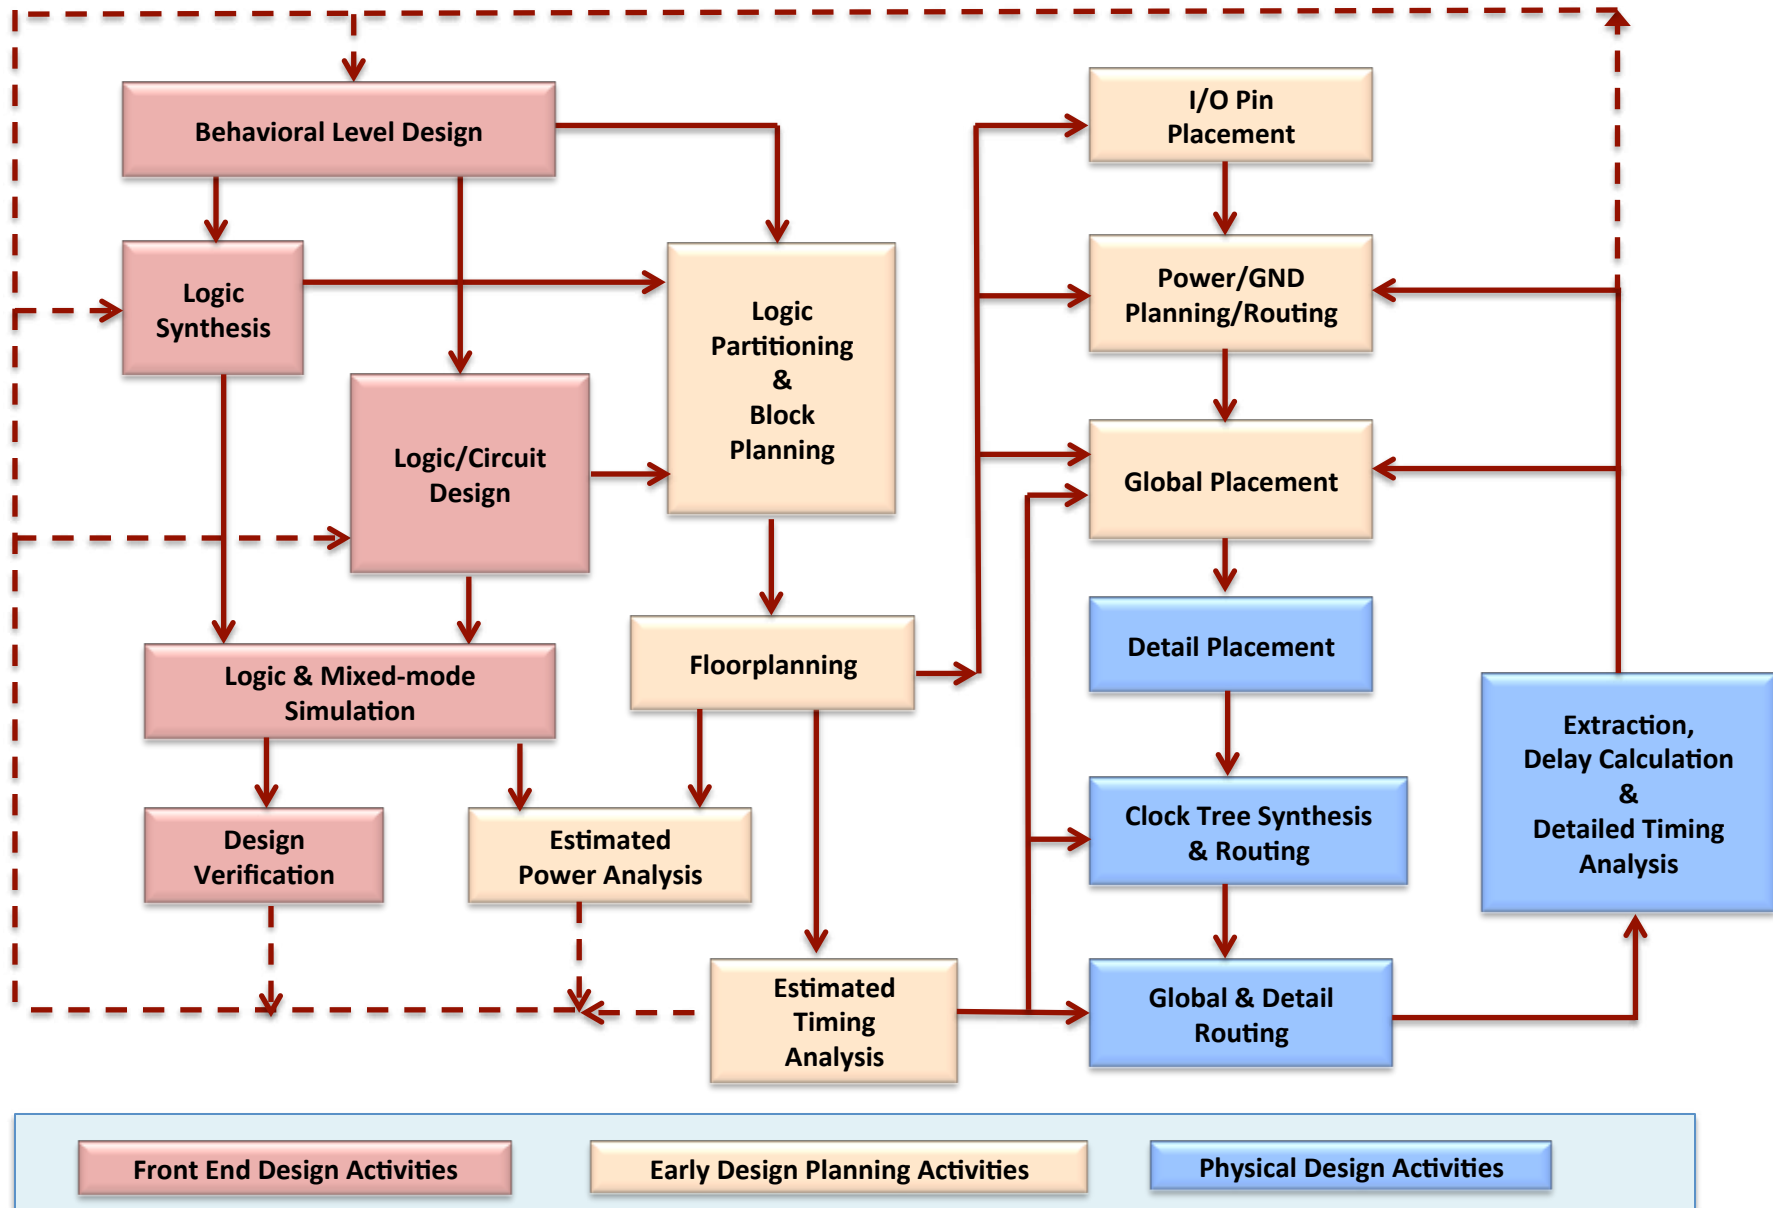 Behavioral Level Design
Logic
Synthesis
Logic/Circuit
Design
Logic
Partitioning
&
Block
Planning
Logic & Mixed-mode
Simulation
Floorplanning
Design
Verification
Estimated
Power Analysis
Estimated
Timing
Analysis
I/O Pin
Placement
Power/GND
Planning/Routing
Global Placement
Detail Placement
Clock Tree Synthesis
& Routing
Global & Detail
Routing
Extraction,
Delay Calculation
&
Detailed Timing
Analysis
Front End Design Activities
Early Design Planning Activities
Physical Design Activities